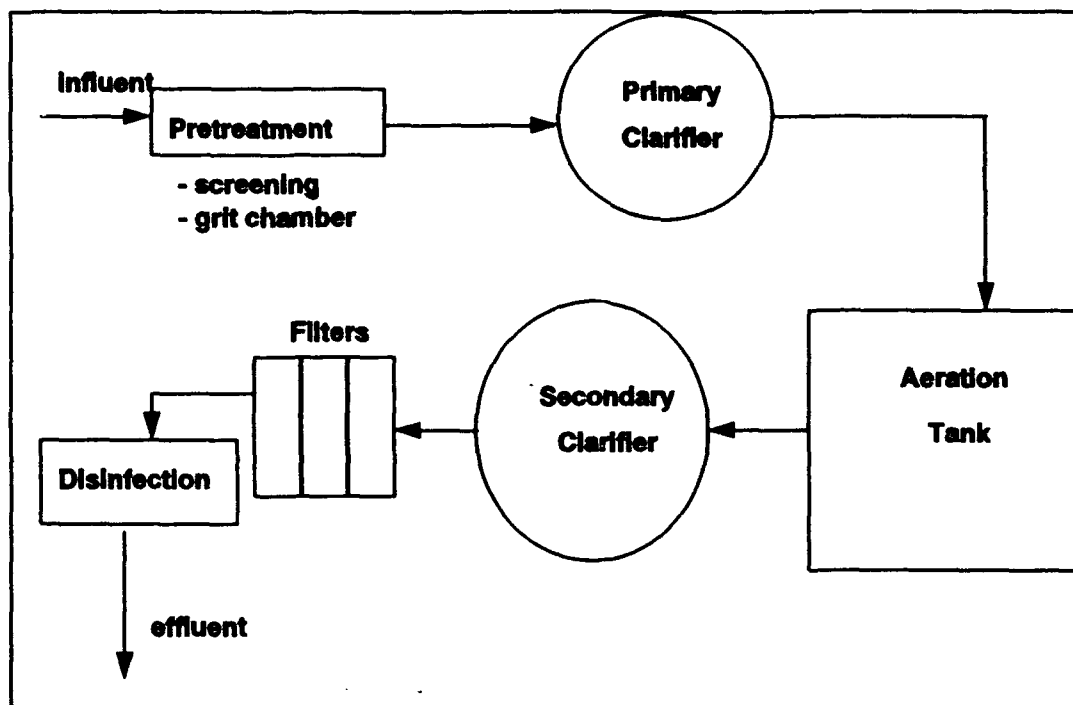 Influent
Pretreatment
- screening
- grit chamber
Primary
Clarifier
Aeration
Tank
Secondary
Clarifier
Filters
Disinfection
effluent